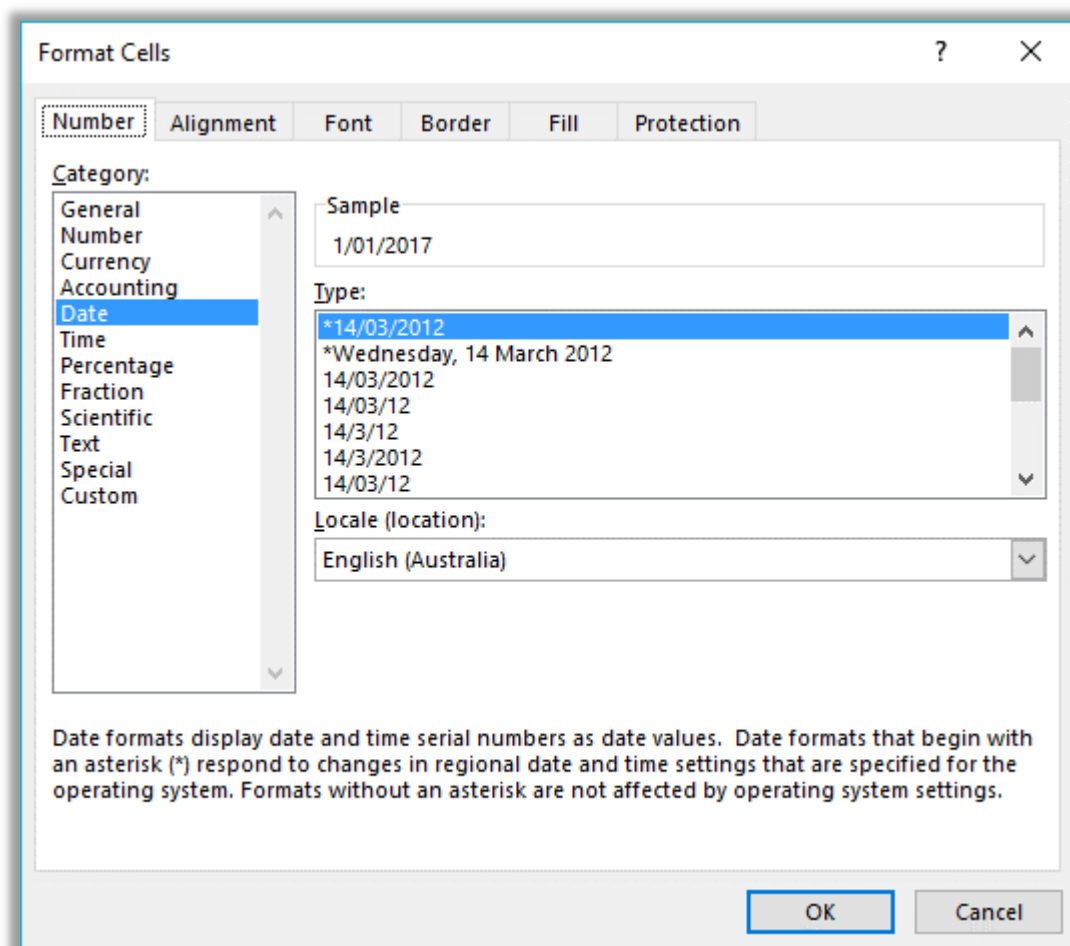 Format Cells ?
Number Alignment Font Border Fill Protection
Category:
General
Number
Currency
Accounting
Date
Time
Percentage
Fraction
Scientific
Text
Special
Custom
Sample
1/01/2017
Type:
*14/03/2012
*Wednesday, 14 March 2012
14/03/2012
14/03/12
14/3/12
14/3/2012
14/03/12
Locale (location):
English (Australia)
Date formats display date and time serial numbers as date values.  Date formats that begin with
an asterisk (*) respond to changes in regional date and time settings that are specified for the
operating system. Formats without an asterisk are not affected by operating system settings.
OK Cancel